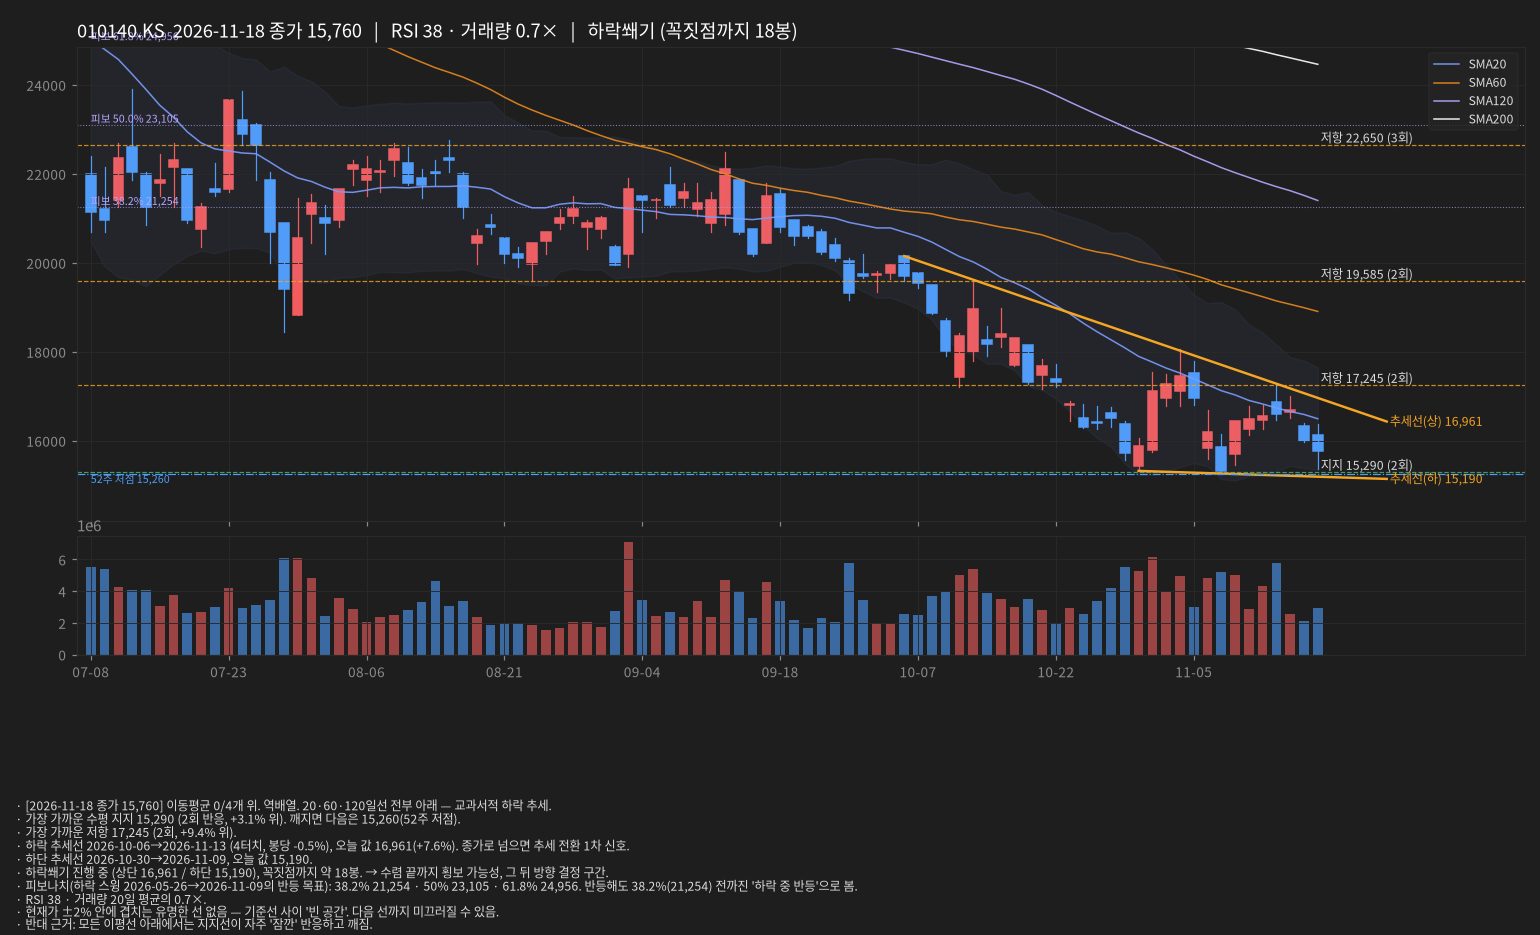 010140.KS 2026-11-18 종가 15,760 | RSI 38 · 거래량 0.7× | 하락쐐기 (꼭짓점까지 18봉)
피보 61.8% 24,956
SMA20
SMA60
SMA120
SMA200
24000
22000
20000
18000
16000
피보 50.0% 23,105
저항 22,650 (3회)
피보 38.2% 21,254
저항 19,585 (2회)
저항 17,245 (2회)
추세선(상) 16,961
지지 15,290 (2회)
52주 저점 15,260
추세선(하) 15,190
1e6
6
4
2
0
07-08
07-23
08-06
08-21
09-04
09-18
10-07
10-22
11-05
· [2026-11-18 종가 15,760] 이동평균 0/4개 위. 역배열. 20·60·120일선 전부 아래 — 교과서적 하락 추세.
· 가장 가까운 수평 지지 15,290 (2회 반응, +3.1% 위). 깨지면 다음은 15,260(52주 저점).
· 가장 가까운 저항 17,245 (2회, +9.4% 위).
· 하락 추세선 2026-10-06→2026-11-13 (4터치, 봉당 -0.5%), 오늘 값 16,961(+7.6%). 종가로 넘으면 추세 전환 1차 신호.
· 하단 추세선 2026-10-30→2026-11-09, 오늘 값 15,190.
· 하락쐐기 진행 중 (상단 16,961 / 하단 15,190), 꼭짓점까지 약 18봉. → 수렴 끝까지 횡보 가능성, 그 뒤 방향 결정 구간.
· 피보나치(하락 스윙 2026-05-26→2026-11-09의 반등 목표): 38.2% 21,254 · 50% 23,105 · 61.8% 24,956. 반등해도 38.2%(21,254) 전까진 '하락 중 반등'으로 봄.
· RSI 38 · 거래량 20일 평균의 0.7×.
· 현재가 ±2% 안에 겹치는 유명한 선 없음 — 기준선 사이 '빈 공간'. 다음 선까지 미끄러질 수 있음.
· 반대 근거: 모든 이평선 아래에서는 지지선이 자주 '잠깐' 반응하고 깨짐.